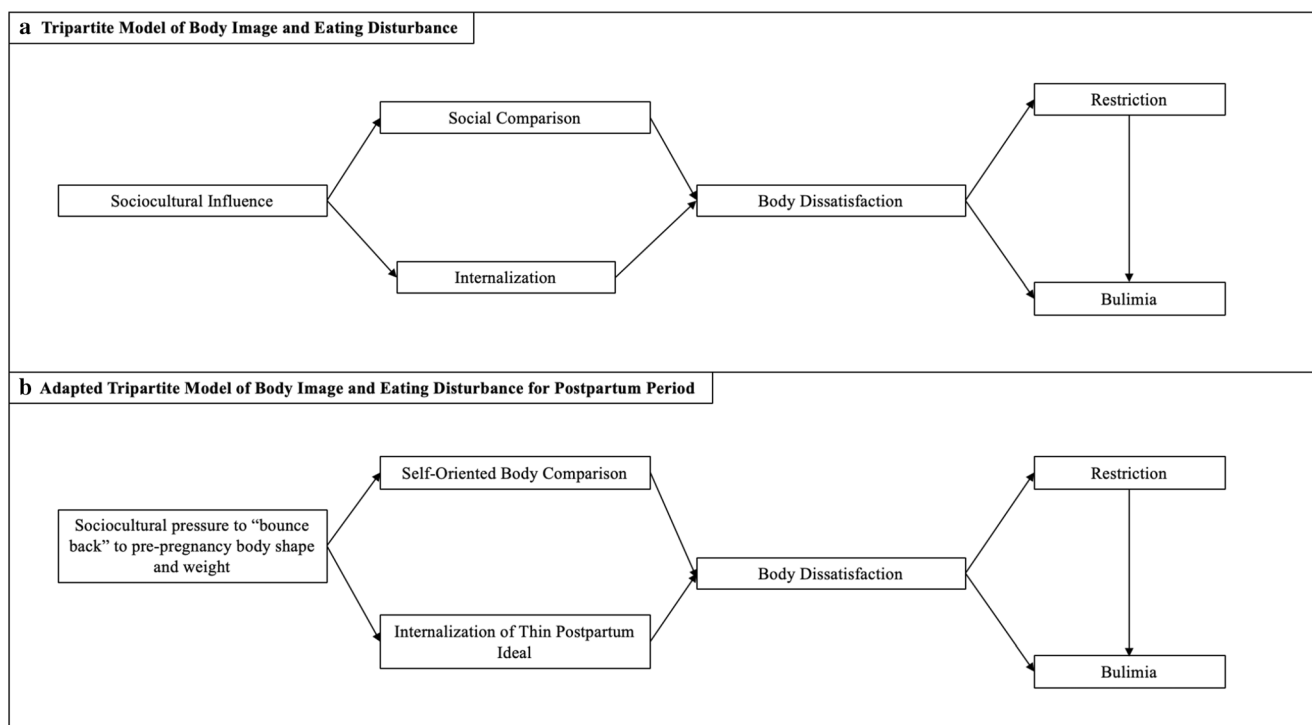 a Tripartite Model of Body Image and Eating Disturbance
Restriction
Social Comparison
Sociocultural Influence
Body Dissatisfaction
Internalization
Bulimia
b Adapted Tripartite Model of Body Image and Eating Disturbance for Postpartum Period
Self-Oriented Body Comparison
Restriction
Sociocultural pressure to “bounce
back” to pre-pregnancy body shape
and weight
Body Dissatisfaction
Internalization of Thin Postpartum
Ideal
Bulimia